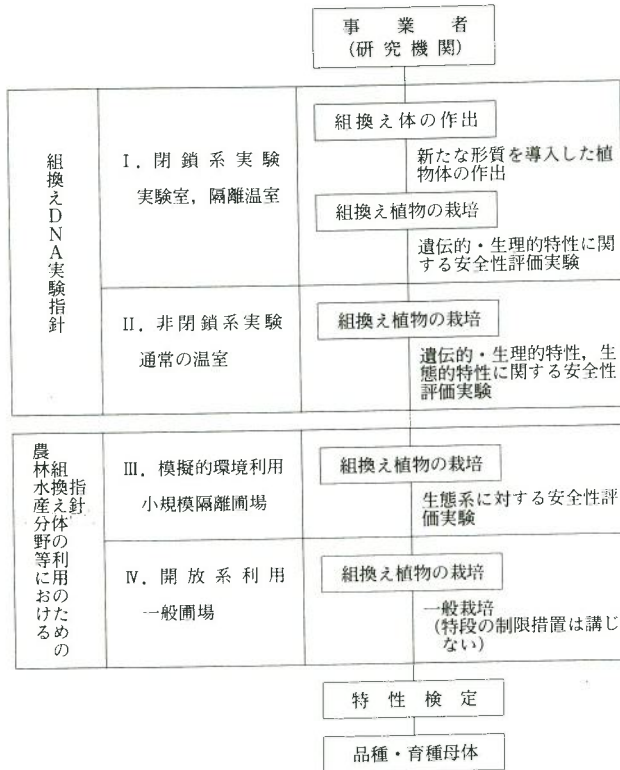 事業者
(研究機関)
組換えDNA実験指針
I．閉鎖系実験
実験室，隔離温室
組換え体の作出
新たな形質を導入した植
物体の作出
組換え植物の栽培
遺伝的・生理的特性に関
する安全性評価実験
II．非閉鎖系実験
通常の温室
組換え植物の栽培
遺伝的・生理的特性，生
態的特性に関する安全性
評価実験
農林水産分野等における
組換え体の利用のための
指針
III．模擬的環境利用
小規模隔離圃場
組換え植物の栽培
生態系に対する安全性評
価実験
IV．開放系利用
一般圃場
組換え植物の栽培
一般栽培
(特段の制限措置は講じ
ない)
特性検定
品種・育種母体